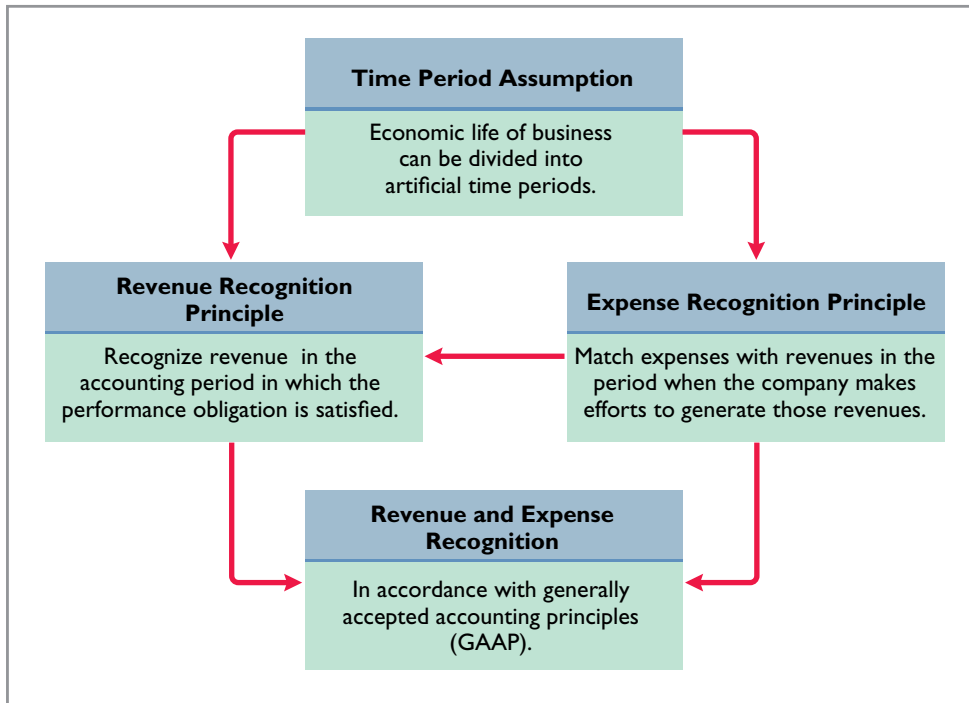 Time Period Assumption
Economic life of business
can be divided into
artificial time periods.
Revenue Recognition
Principle
Recognize revenue in the
accounting period in which the
performance obligation is satisfied.
Expense Recognition Principle
Match expenses with revenues in the
period when the company makes
efforts to generate those revenues.
Revenue and Expense
Recognition
In accordance with generally
accepted accounting principles
(GAAP).